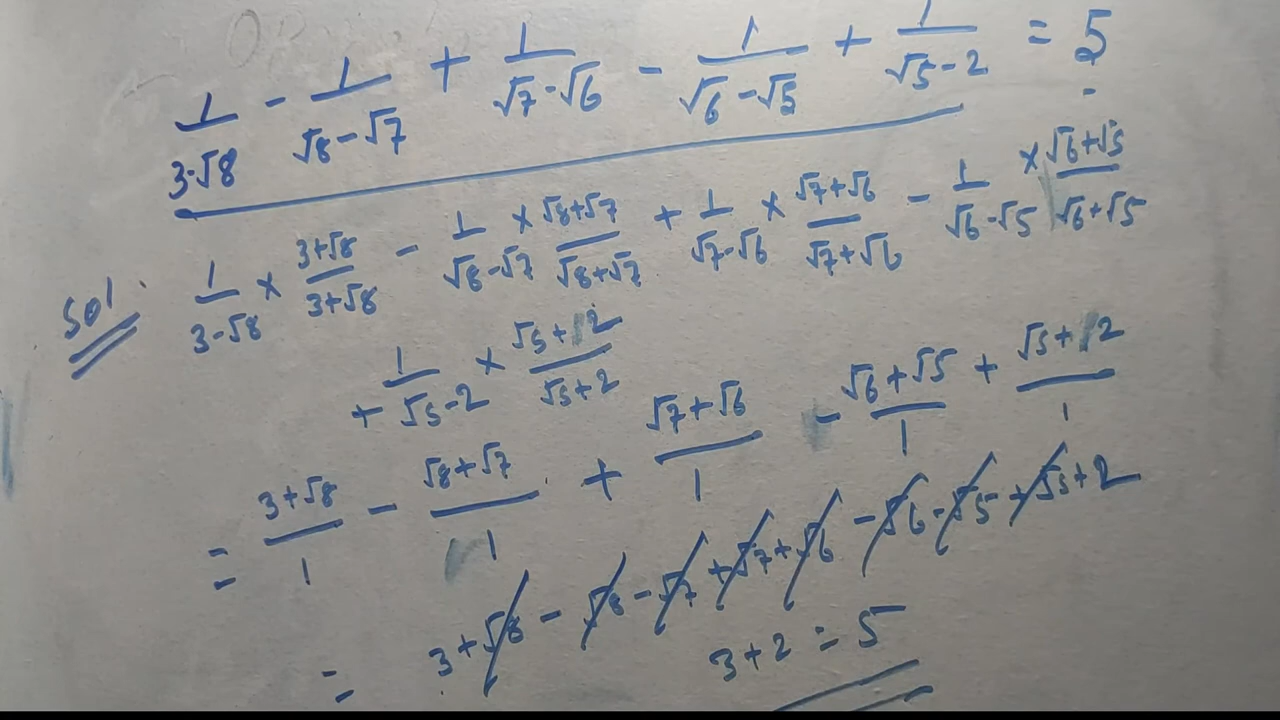 1/(3-√8) - 1/(√8-√7) + 1/(√7-√6) - 1/(√6-√5) + 1/(√5-2) = 5
Sol. 1/(3-√8) × (3+√8)/(3+√8) - 1/(√8-√7) × (√8+√7)/(√8+√7) + 1/(√7-√6) × (√7+√6)/(√7+√6) - 1/(√6-√5) × (√6+√5)/(√6+√5)
+ 1/(√5-2) × (√5+2)/(√5+2)
= (3+√8)/1 - (√8+√7)/1 + (√7+√6)/1 - (√6+√5)/1 + (√5+2)/1
= 3+√8 - √8 - √7 + √7 + √6 - √6 - √5 + √5 + 2
3+2 = 5